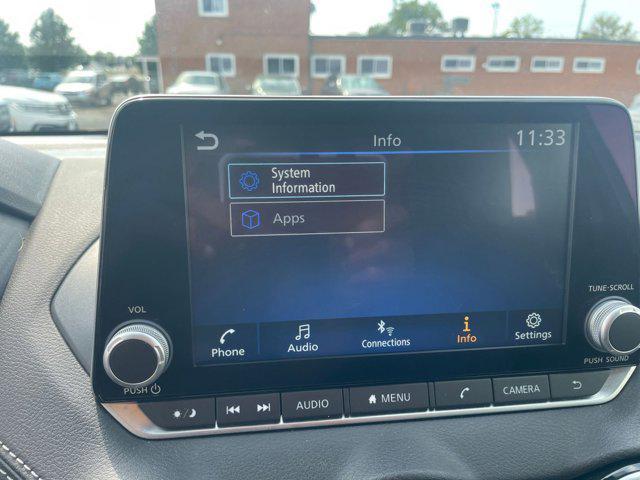 Info
11:33
System
Information
Apps
Phone
Audio
Connections
Info
Settings
VOL
PUSH
TUNE·SCROLL
PUSH SOUND
AUDIO
MENU
CAMERA